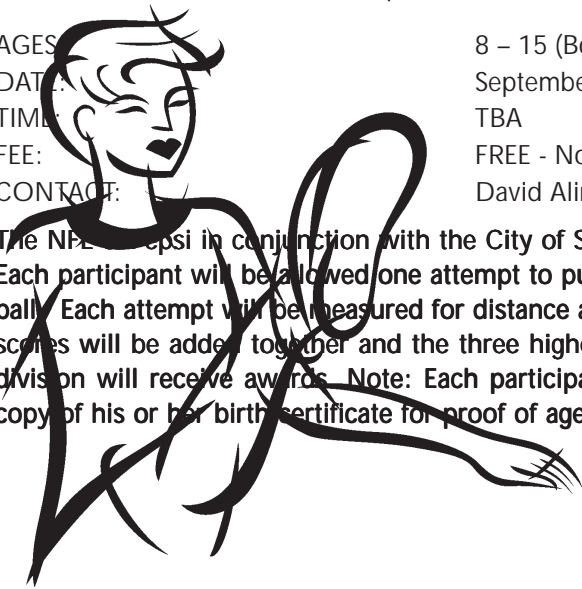 AGES: 8 – 15 (Bo
DATE: Septembe
TIME: TBA
FEE: FREE - No
CONTACT: David Alir
The NFL epsi in conjunction with the City of S
Each participant will be allowed one attempt to pu
ball. Each attempt will be measured for distance a
scores will be added together and the three highe
division will receive awards. Note: Each participa
copy of his or her birth certificate for proof of age